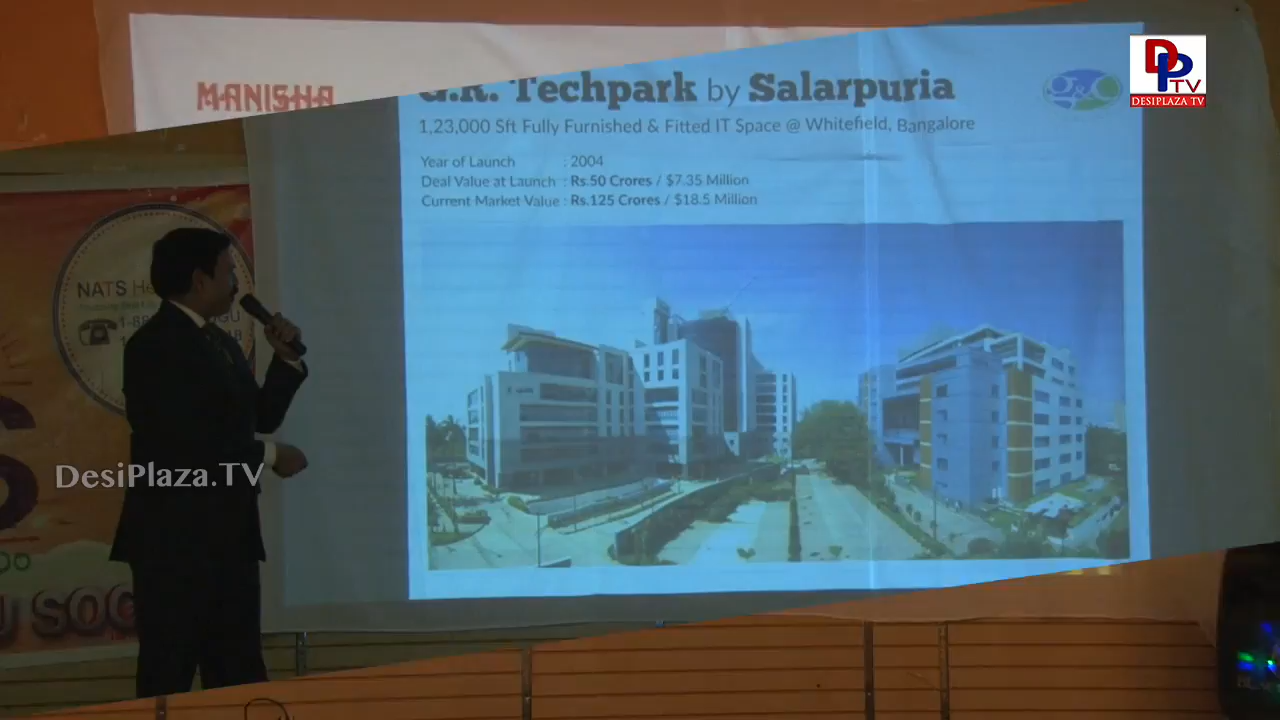 MANISHA
G.R. Techpark by Salarpuria
1,23,000 Sft Fully Furnished & Fitted IT Space @ Whitefield, Bangalore
Year of Launch : 2004
Deal Value at Launch : Rs.50 Crores / $7.35 Million
Current Market Value : Rs.125 Crores / $18.5 Million
g&c
DPTV
DESIPLAZA TV
NATS
DesiPlaza.TV